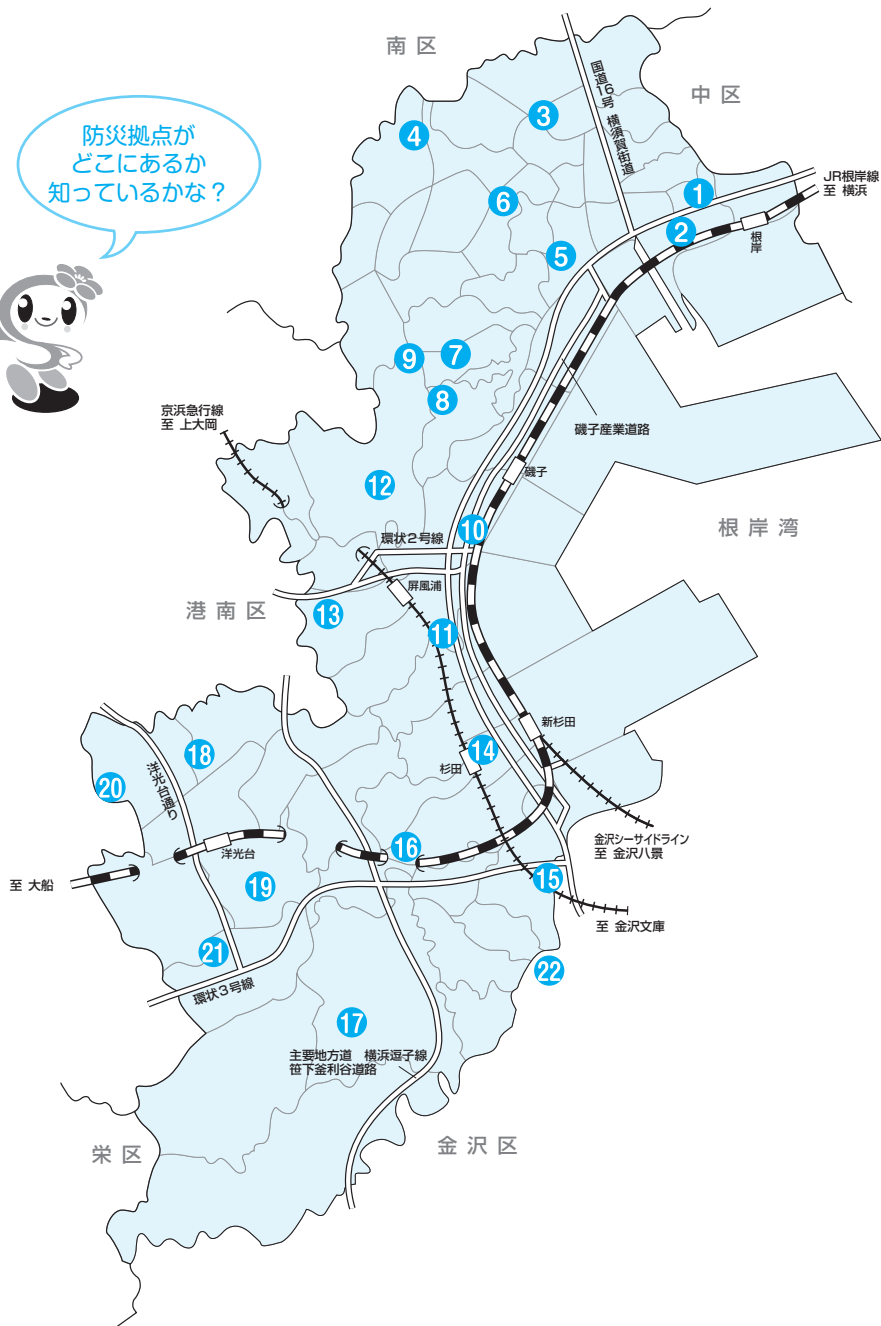 南区
中区
国道16号 横須賀街道
防災拠点が
どこにあるか
知っているかな？
4
3
6
5
1
2
JR根岸線
至 横浜
根岸
9
7
8
京浜急行線
至 上大岡
磯子産業道路
磯子
12
10
根岸湾
環状2号線
屏風浦
港南区
13
11
新杉田
14
杉田
18
20
洋光台通り
洋光台
16
金沢シーサイドライン
至 金沢八景
至 大船
19
15
至 金沢文庫
21
22
環状3号線
17
主要地方道 横浜逗子線
笹下釜利谷道路
栄区
金沢区